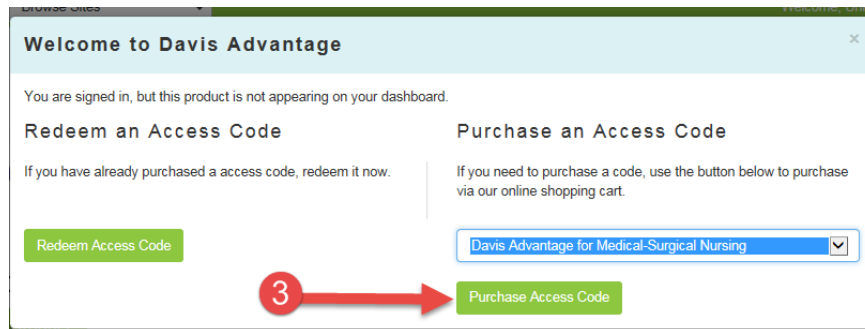 Browse Sites
Welcome to Davis Advantage
×
You are signed in, but this product is not appearing on your dashboard.
Redeem an Access Code
If you have already purchased a access code, redeem it now.
Redeem Access Code
Purchase an Access Code
If you need to purchase a code, use the button below to purchase
via our online shopping cart.
Davis Advantage for Medical-Surgical Nursing
3
Purchase Access Code